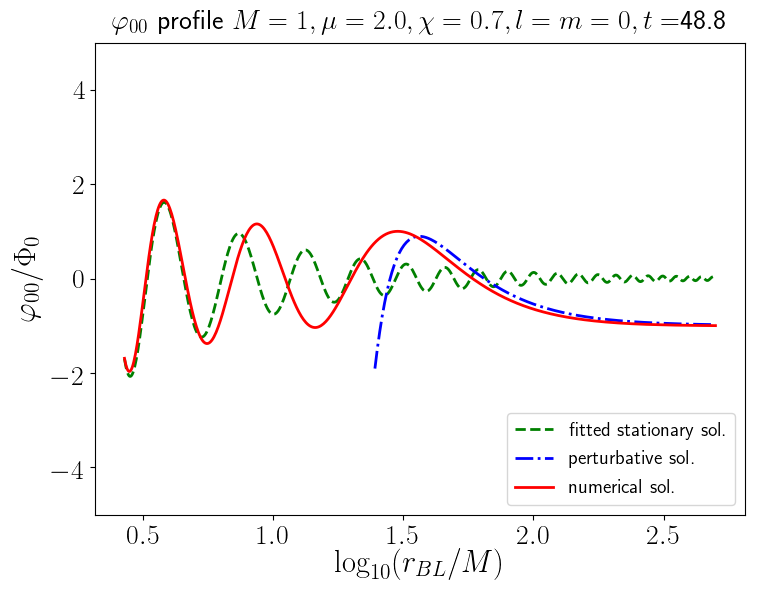 φ₀₀ profile M = 1, μ = 2.0, χ = 0.7, l = m = 0, t =48.8
φ₀₀/Φ₀
4
2
0
−2
−4
fitted stationary sol.
perturbative sol.
numerical sol.
0.5 1.0 1.5 2.0 2.5
log₁₀(r_BL/M)